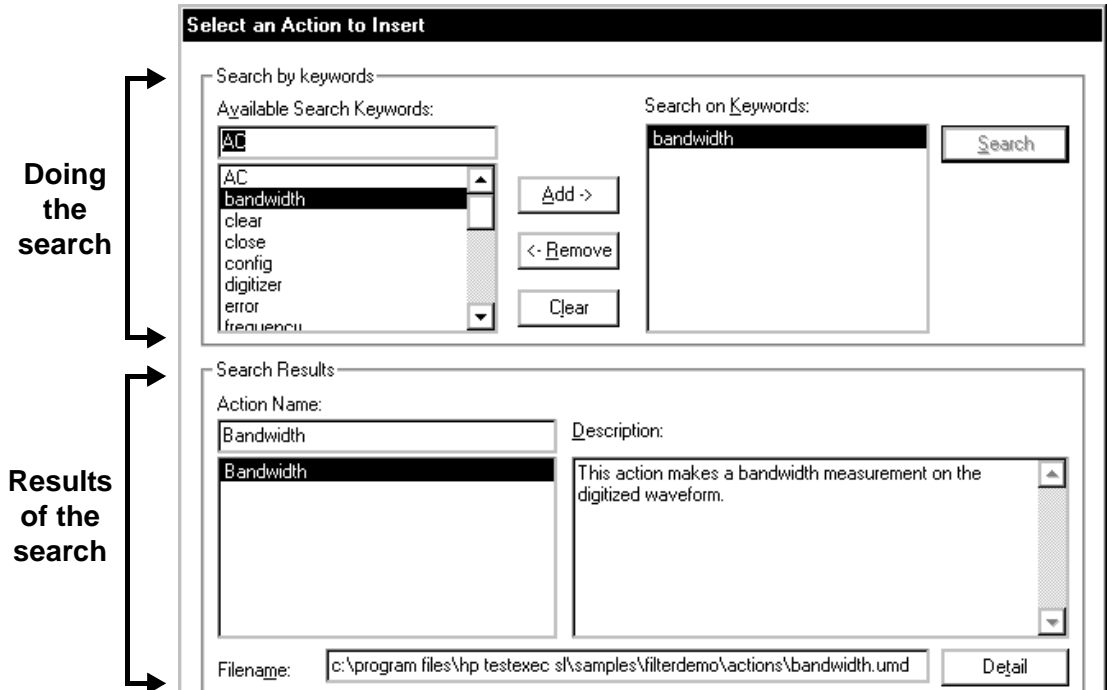 Select an Action to Insert
Doing
the
search
Search by keywords
Available Search Keywords:
AC
AC
bandwidth
clear
close
config
digitizer
error
frequency
Add ->
<- Remove
Clear
Search on Keywords:
bandwidth
Search
Results
of the
search
Search Results
Action Name:
Bandwidth
Bandwidth
Description:
This action makes a bandwidth measurement on the
digitized waveform.
Filename:
c:\program files\hp testexec sl\samples\filterdemo\actions\bandwidth.umd
Detail